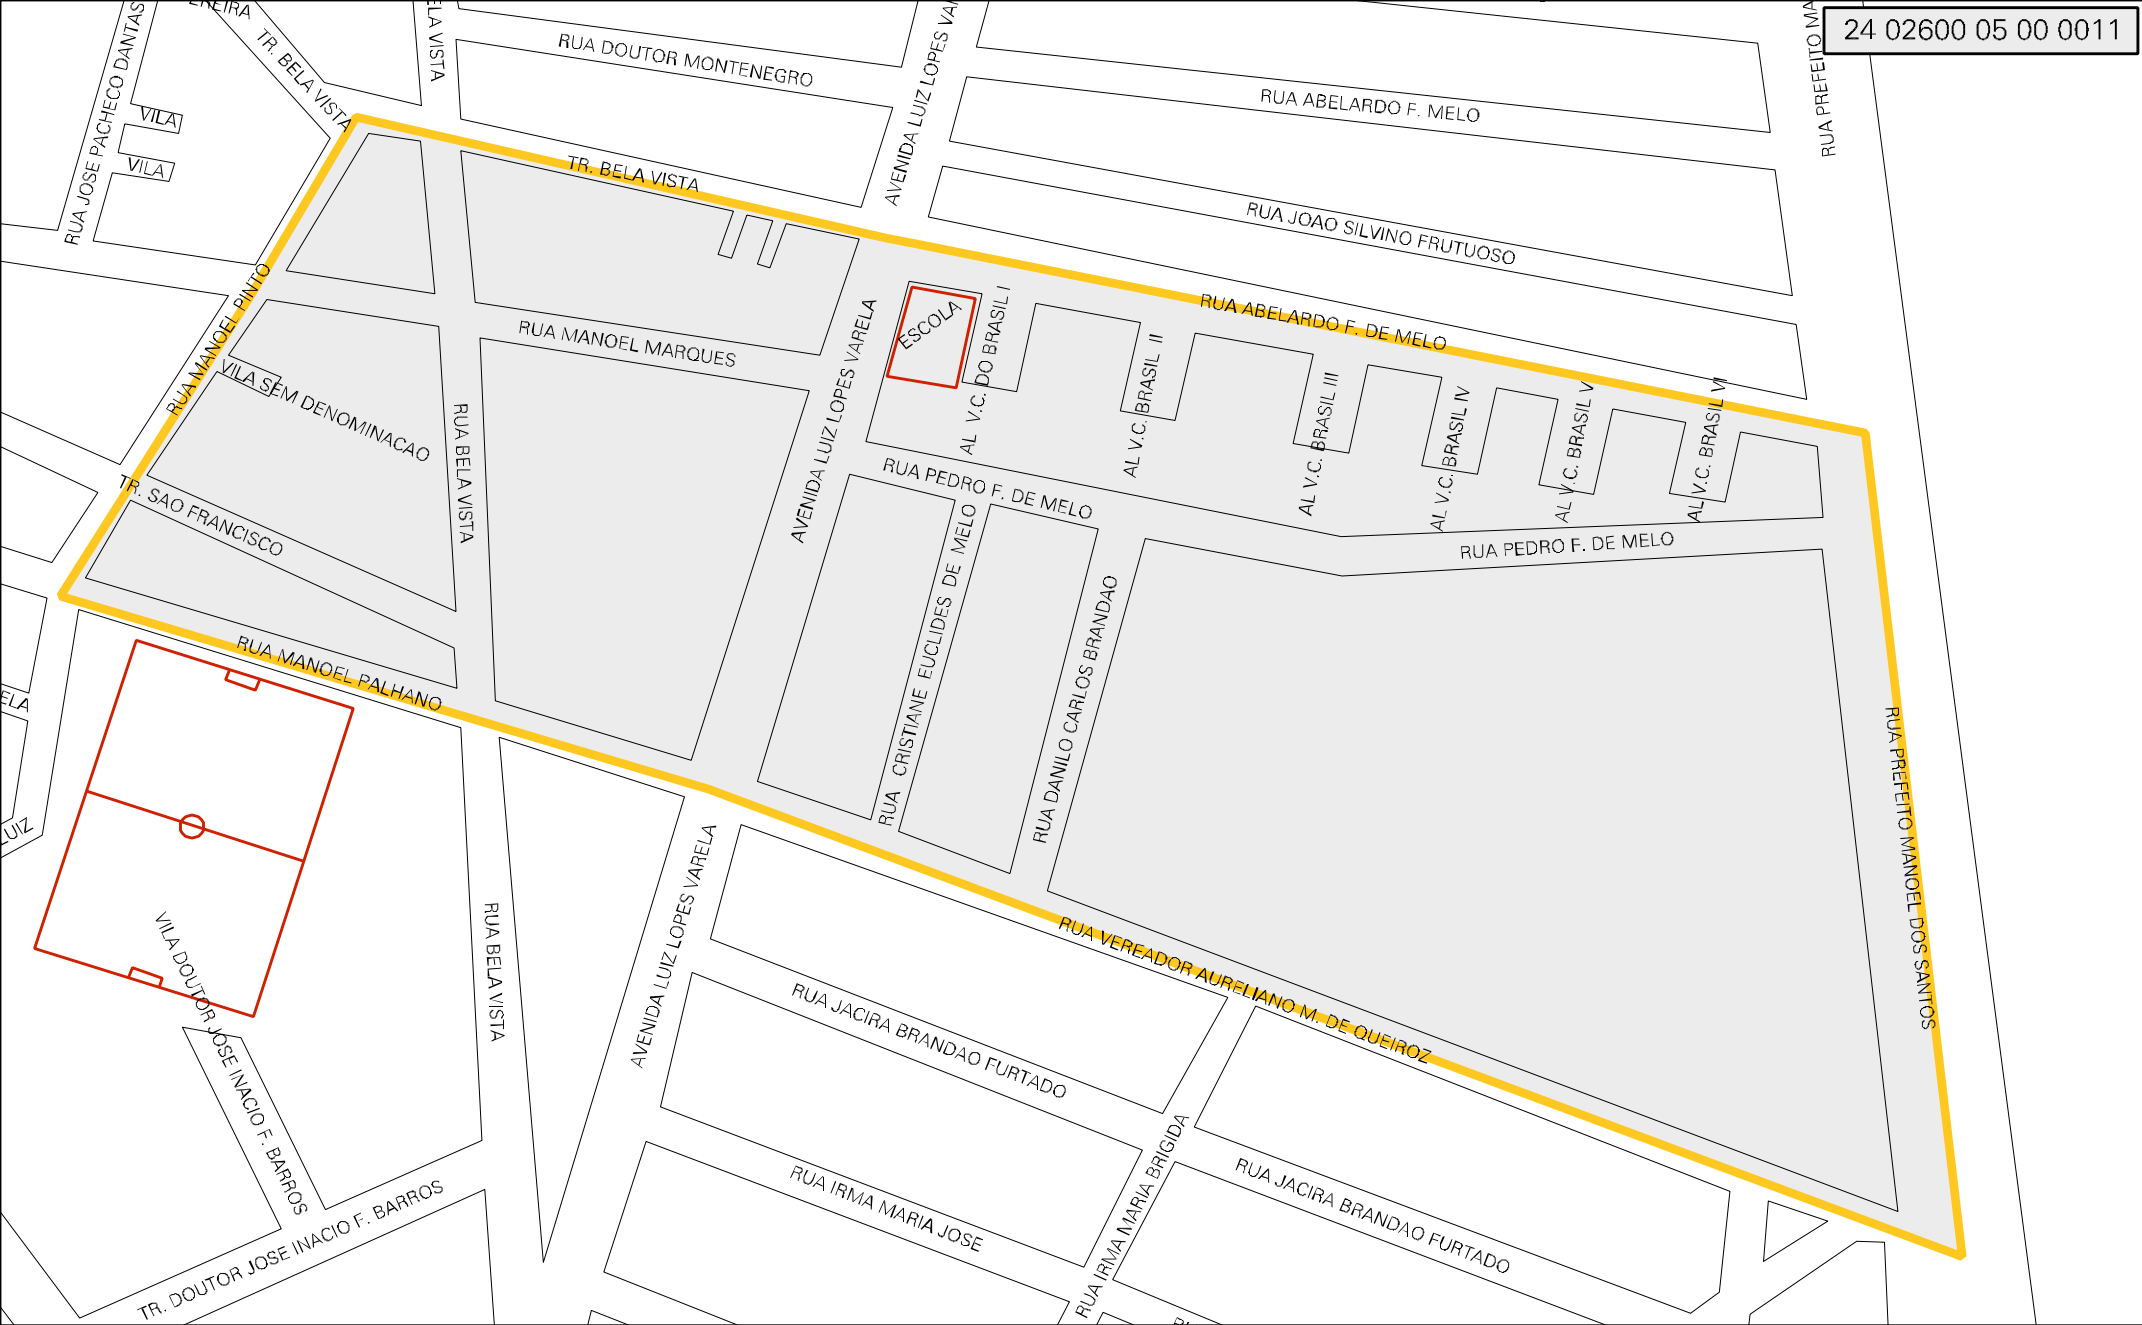 24 02600 05 00 0011
TR. BELA VISTA
RUA DOUTOR MONTENEGRO
RUA JOSE PACHECO DANTAS
VILA
VILA
RUA ABELARDO F. MELO
TR. BELA VISTA
RUA JOAO SILVINO FRUTUOSO
RUA ABELARDO F. DE MELO
RUA MANOEL PINTO
RUA MANOEL MARQUES
ESCOLA
AVENIDA LUIZ LOPES VARELA
AL V.C. DO BRASIL I
AL V.C. BRASIL II
AL V.C. BRASIL III
AL V.C. BRASIL IV
AL V.C. BRASIL V
AL V.C. BRASIL VI
VILA SEM DENOMINACAO
RUA BELA VISTA
TR. SAO FRANCISCO
RUA PEDRO F. DE MELO
RUA PEDRO F. DE MELO
RUA CRISTIANE EUCLIDES DE MELO
RUA DANILO CARLOS BRANDAO
RUA MANOEL PALHANO
RUA PREFEITO MANOEL DOS SANTOS
RUA VEREADOR AURELIANO M. DE QUEIROZ
VILA DOUTOR JOSE INACIO F. BARROS
RUA BELA VISTA
AVENIDA LUIZ LOPES VARELA
RUA JACIRA BRANDAO FURTADO
RUA IRMA MARIA JOSE
RUA IRMA MARIA BRIGIDA
RUA JACIRA BRANDAO FURTADO
TR. DOUTOR JOSE INACIO F. BARROS
AVENIDA LUIZ LOPES VA
RUA PREFEITO MA
ELA VISTA
ELA
LUIZ